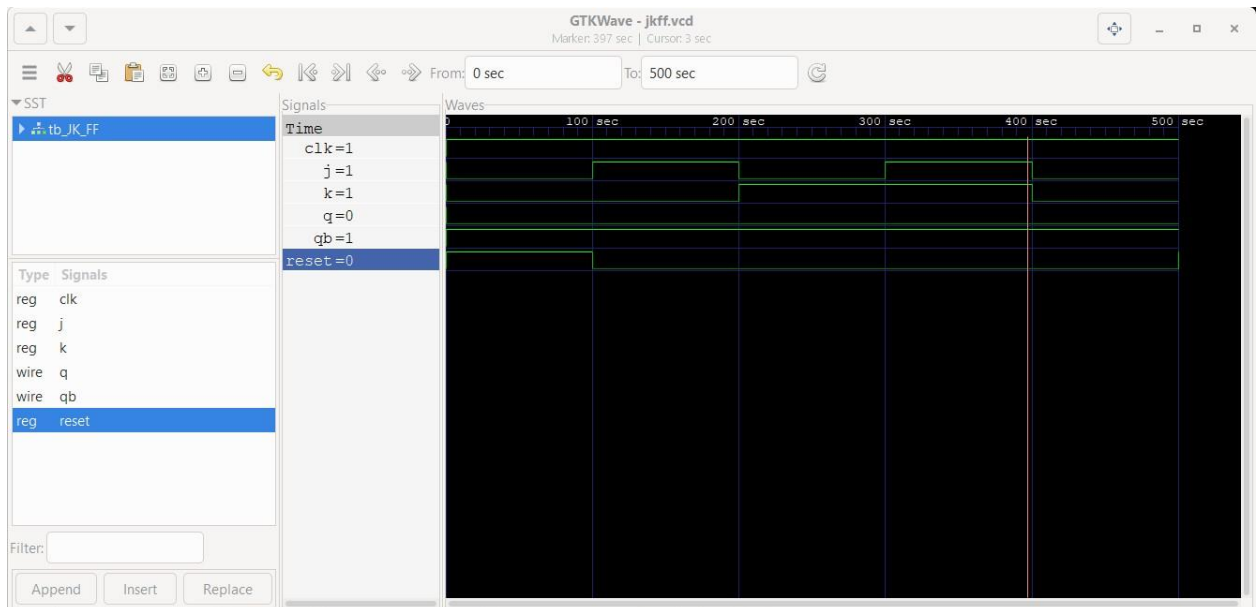 GTKWave - jkff.vcd
Marker: 397 sec | Cursor: 3 sec
From: 0 sec To: 500 sec
SST
tb_JK_FF
Type Signals
reg clk
reg j
reg k
wire q
wire qb
reg reset
Filter:
Append Insert Replace
Signals
Time
clk=1
j=1
k=1
q=0
qb=1
reset=0
Waves
0 100 sec 200 sec 300 sec 400 sec 500 sec